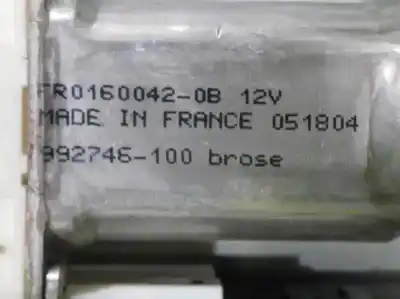 FR0160042-0B 12V
MADE IN FRANCE 051804
992746-100 brose